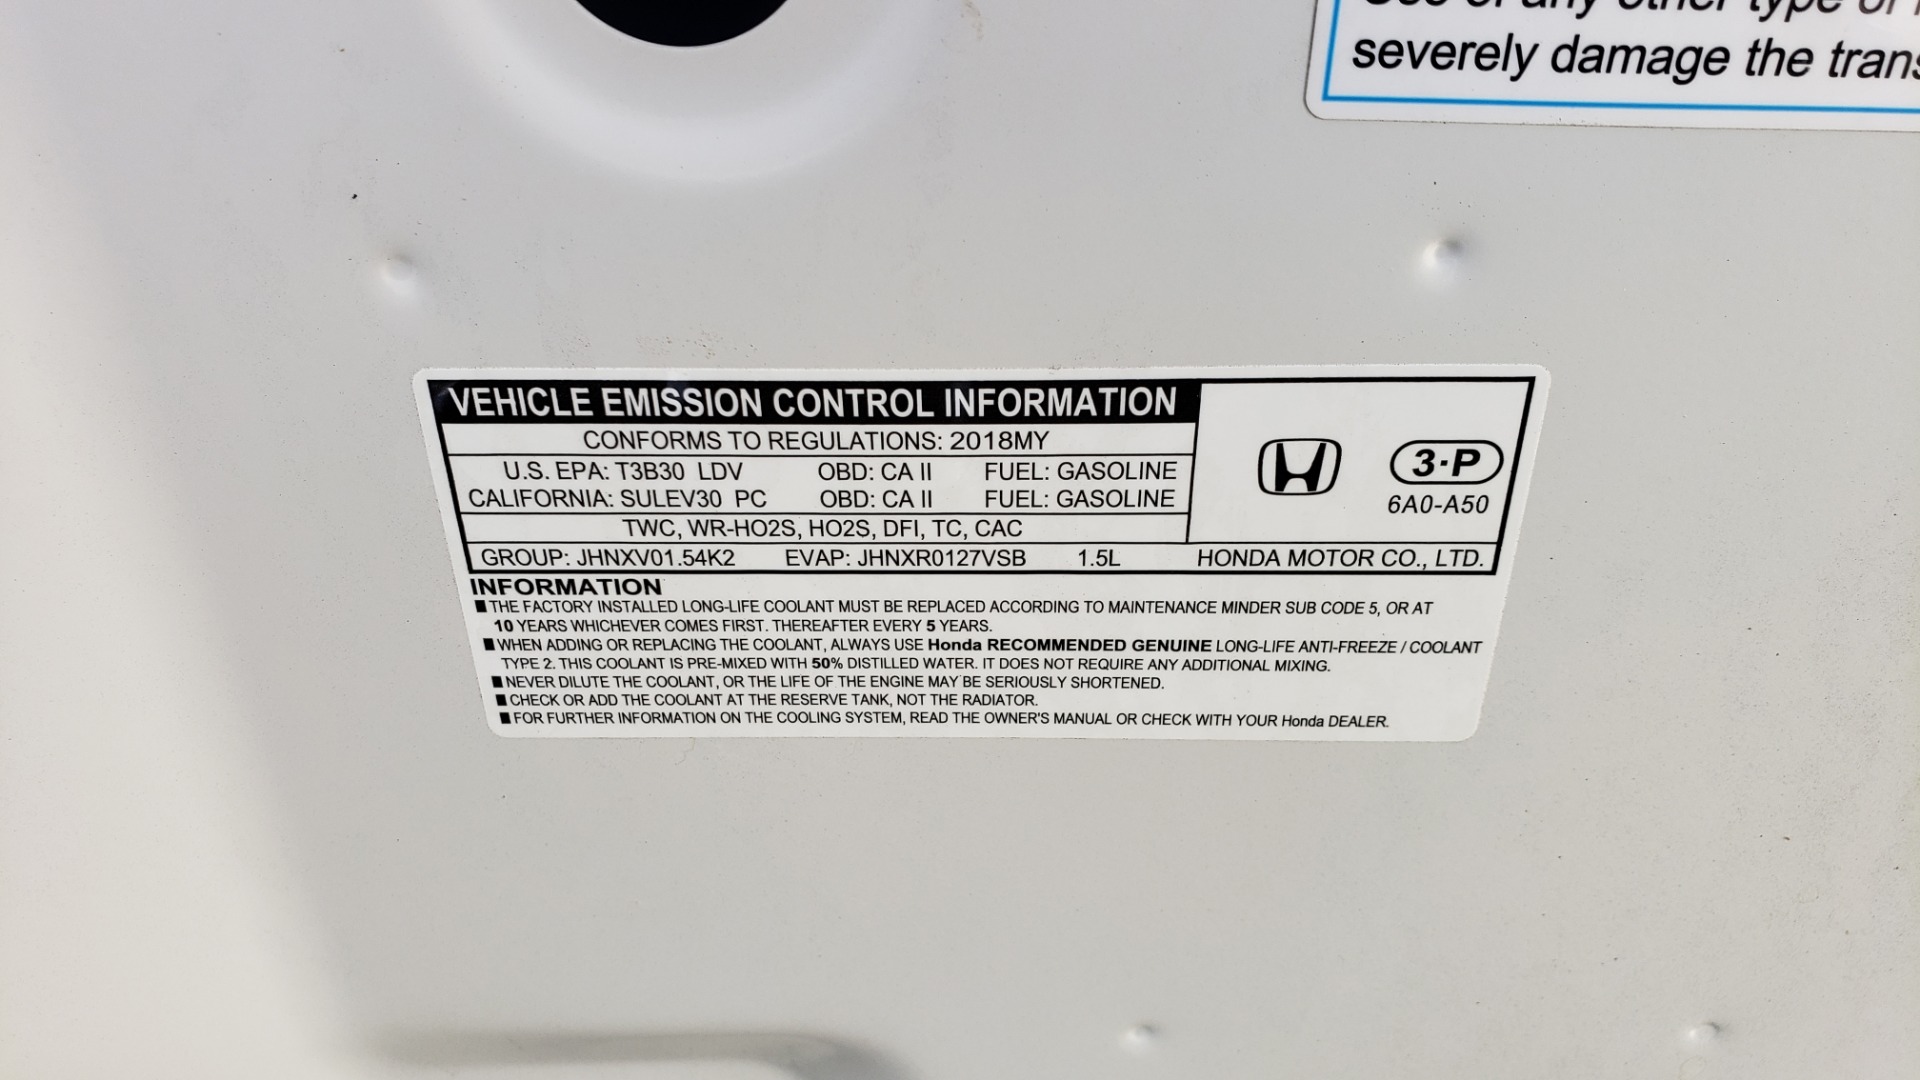 Use of any other type of
severely damage the trans
VEHICLE EMISSION CONTROL INFORMATION
CONFORMS TO REGULATIONS: 2018MY
U.S. EPA: T3B30 LDV OBD: CA II FUEL: GASOLINE
CALIFORNIA: SULEV30 PC OBD: CA II FUEL: GASOLINE
3·P
6A0-A50
TWC, WR-HO2S, HO2S, DFI, TC, CAC
GROUP: JHNXV01.54K2 EVAP: JHNXR0127VSB 1.5L HONDA MOTOR CO., LTD.
INFORMATION
■ THE FACTORY INSTALLED LONG-LIFE COOLANT MUST BE REPLACED ACCORDING TO MAINTENANCE MINDER SUB CODE 5, OR AT
10 YEARS WHICHEVER COMES FIRST. THEREAFTER EVERY 5 YEARS.
■ WHEN ADDING OR REPLACING THE COOLANT, ALWAYS USE Honda RECOMMENDED GENUINE LONG-LIFE ANTI-FREEZE / COOLANT
TYPE 2. THIS COOLANT IS PRE-MIXED WITH 50% DISTILLED WATER. IT DOES NOT REQUIRE ANY ADDITIONAL MIXING.
■ NEVER DILUTE THE COOLANT, OR THE LIFE OF THE ENGINE MAY BE SERIOUSLY SHORTENED.
■ CHECK OR ADD THE COOLANT AT THE RESERVE TANK, NOT THE RADIATOR.
■ FOR FURTHER INFORMATION ON THE COOLING SYSTEM, READ THE OWNER'S MANUAL OR CHECK WITH YOUR Honda DEALER.